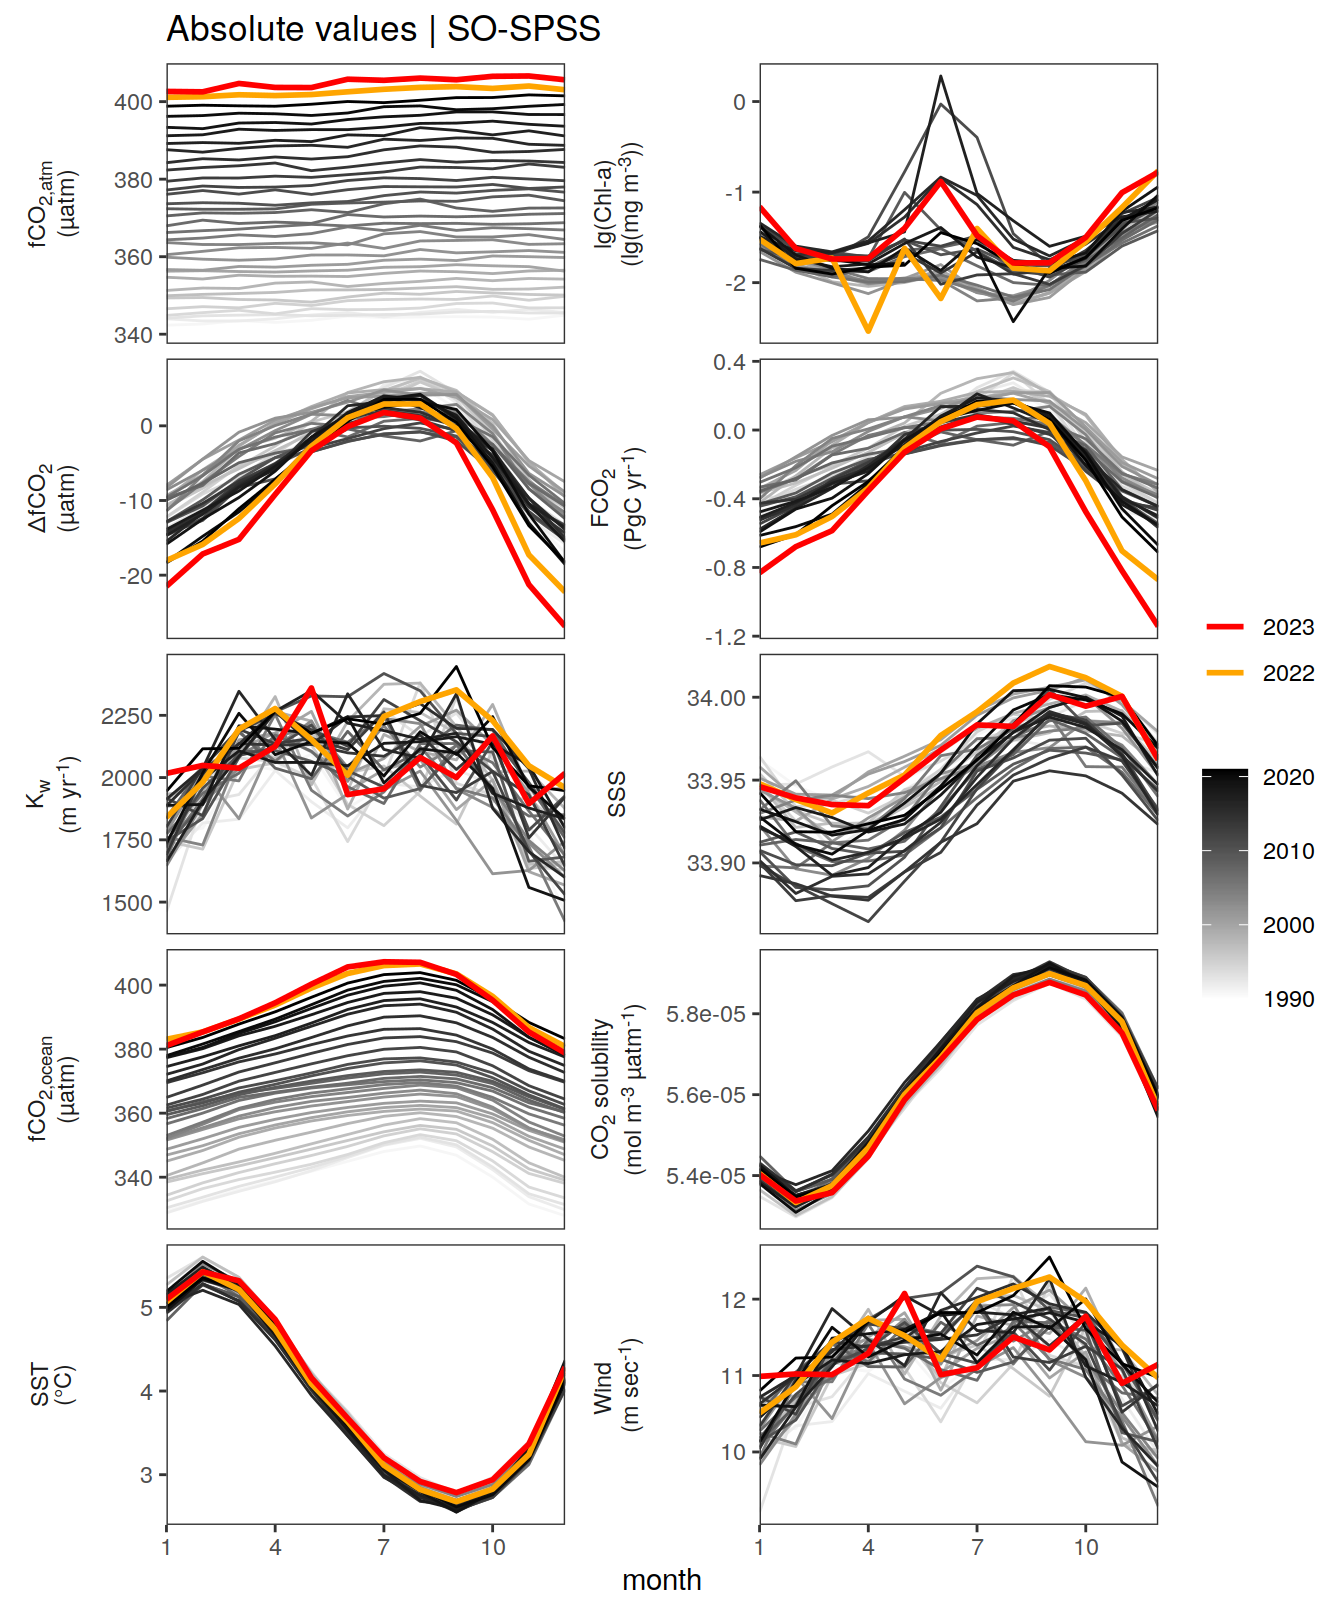 Absolute values | SO-SPSS
fCO2,atm
(µatm)
400
380
360
340
lg(Chl-a)
(lg(mg m-3))
0
-1
-2
ΔfCO2
(µatm)
0
-10
-20
FCO2
(PgC yr-1)
0.4
0.0
-0.4
-0.8
-1.2
Kw
(m yr-1)
2250
2000
1750
1500
SSS
34.00
33.95
33.90
fCO2,ocean
(µatm)
400
380
360
340
CO2 solubility
(mol m-3 µatm-1)
5.8e-05
5.6e-05
5.4e-05
SST
(°C)
5
4
3
Wind
(m sec-1)
12
11
10
1 4 7 10
1 4 7 10
month
2023
2022
2020
2010
2000
1990